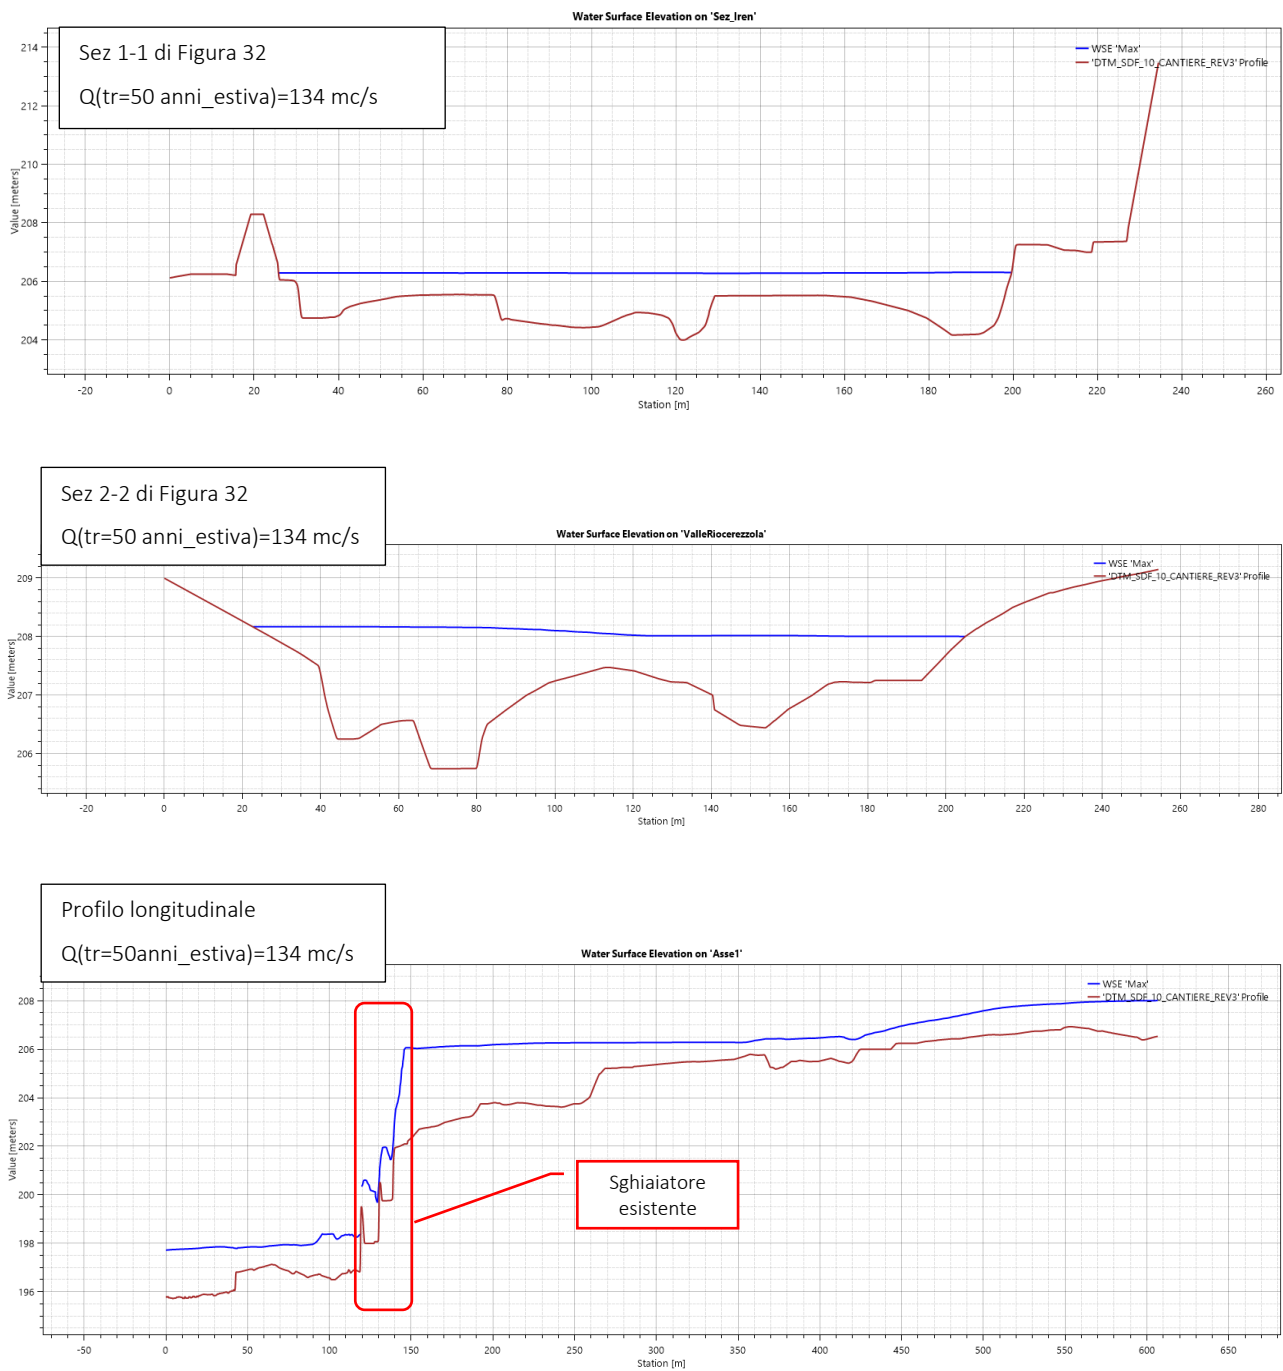 Water Surface Elevation on 'Sez_Iren'
Sez 1-1 di Figura 32
Q(tr=50 anni_estiva)=134 mc/s
WSE 'Max'
'DTM_SDF_10_CANTIERE_REV3' Profile
Value [meters]
214
212
210
208
206
204
-20 0 20 40 60 80 100 120 140 160 180 200 220 240 260
Station [m]
Sez 2-2 di Figura 32
Q(tr=50 anni_estiva)=134 mc/s
Water Surface Elevation on 'ValleRiocerezzola'
WSE 'Max'
'DTM_SDF_10_CANTIERE_REV3' Profile
Value [meters]
209
208
207
206
-20 0 20 40 60 80 100 120 140 160 180 200 220 240 260 280
Station [m]
Profilo longitudinale
Q(tr=50anni_estiva)=134 mc/s
Water Surface Elevation on 'Asse1'
WSE 'Max'
'DTM_SDF_10_CANTIERE_REV3' Profile
Value [meters]
208
206
204
202
200
198
196
Sghiaiatore
esistente
-50 0 50 100 150 200 250 300 350 400 450 500 550 600 650
Station [m]